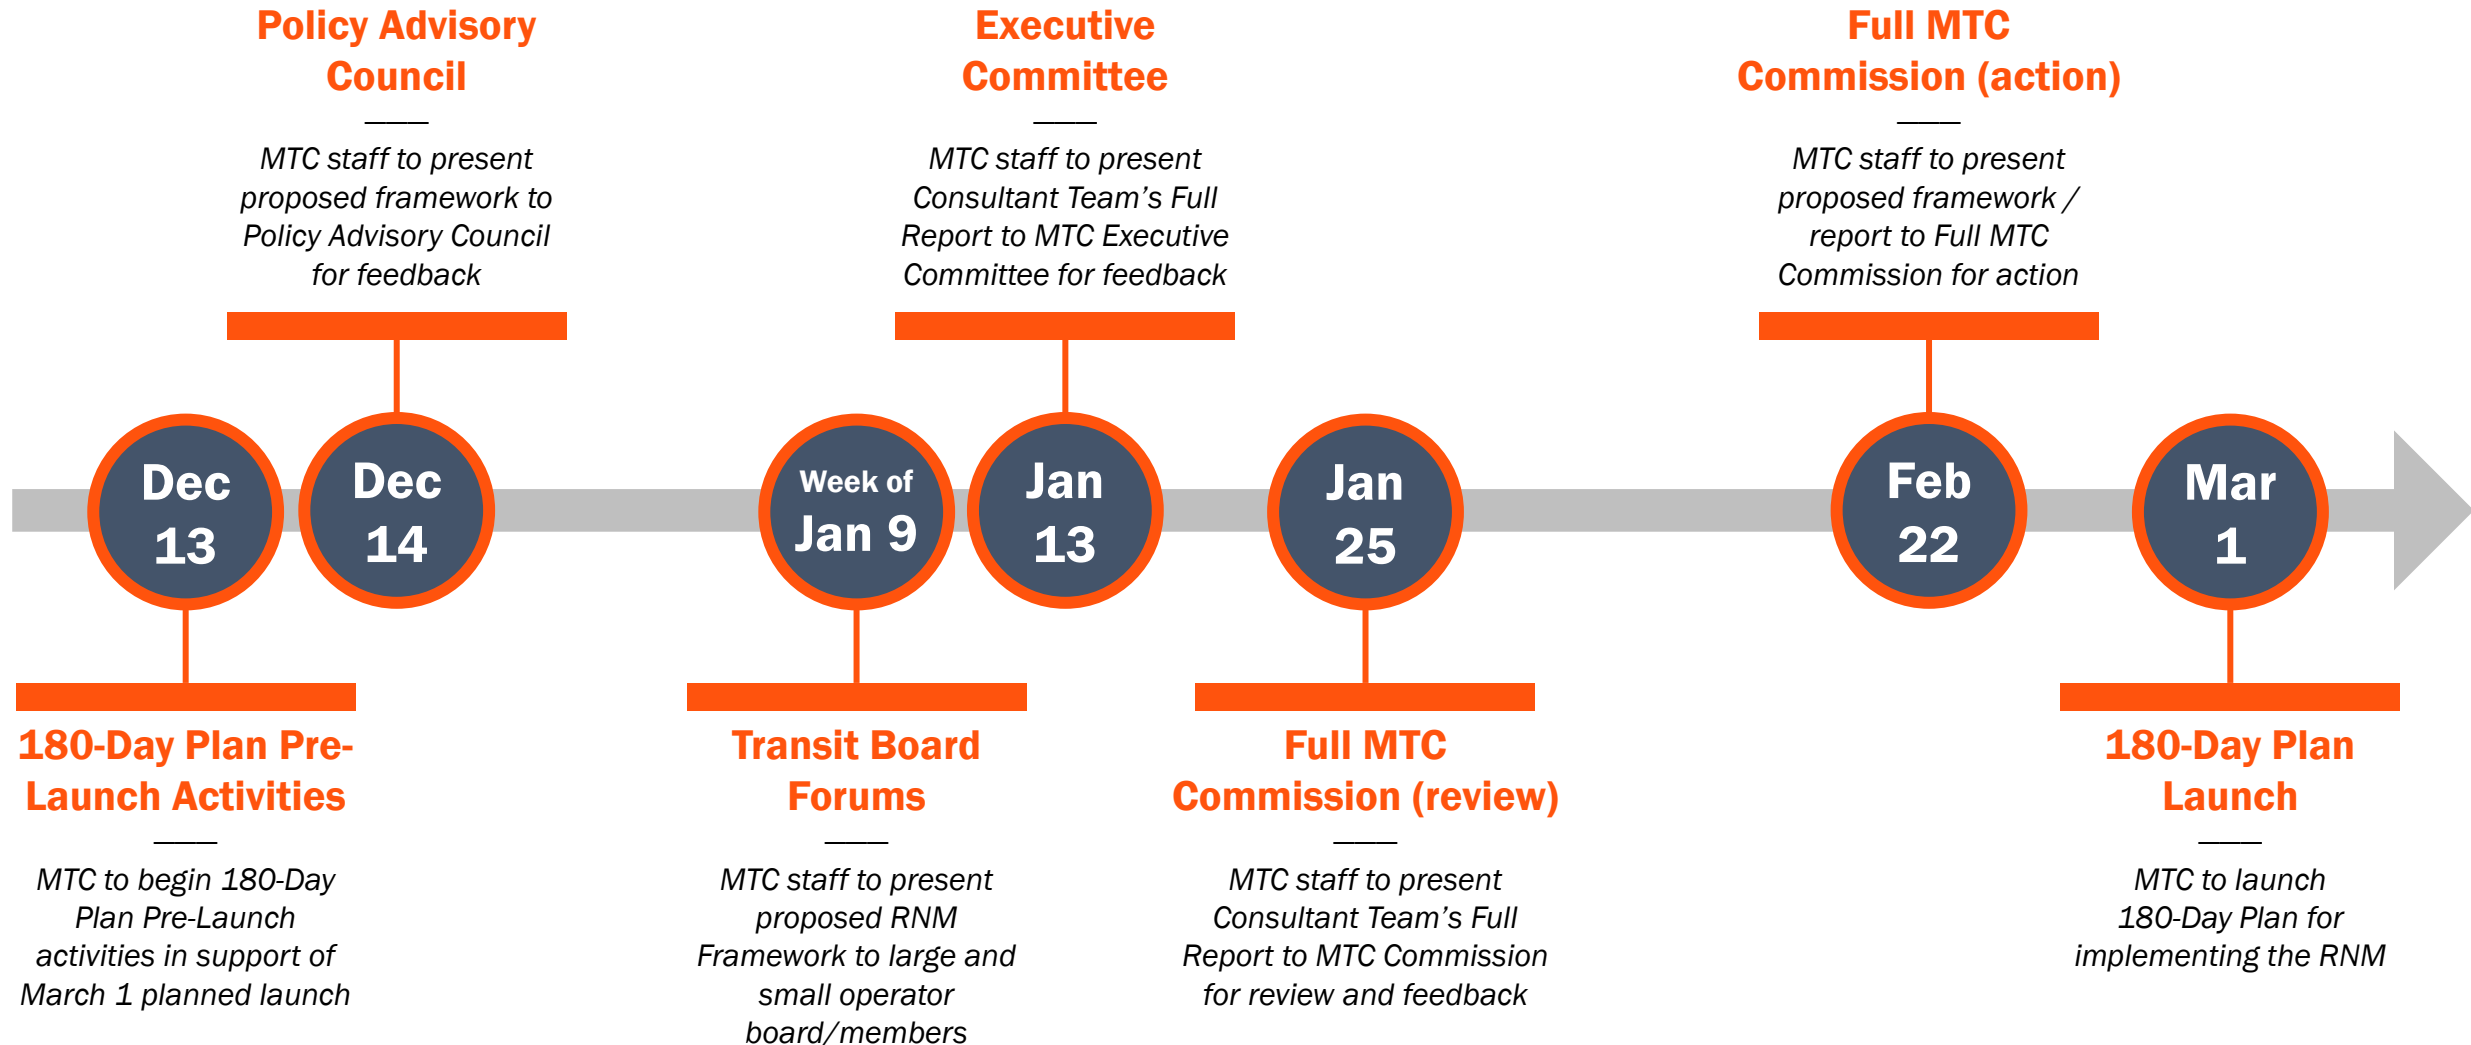 Policy Advisory
Council
MTC staff to present
proposed framework to
Policy Advisory Council
for feedback
Executive
Committee
MTC staff to present
Consultant Team’s Full
Report to MTC Executive
Committee for feedback
Full MTC
Commission (action)
MTC staff to present
proposed framework /
report to Full MTC
Commission for action
Dec
13
Dec
14
Week of
Jan 9
Jan
13
Jan
25
Feb
22
Mar
1
180-Day Plan Pre-
Launch Activities
MTC to begin 180-Day
Plan Pre-Launch
activities in support of
March 1 planned launch
Transit Board
Forums
MTC staff to present
proposed RNM
Framework to large and
small operator
board/members
Full MTC
Commission (review)
MTC staff to present
Consultant Team’s Full
Report to MTC Commission
for review and feedback
180-Day Plan
Launch
MTC to launch
180-Day Plan for
implementing the RNM